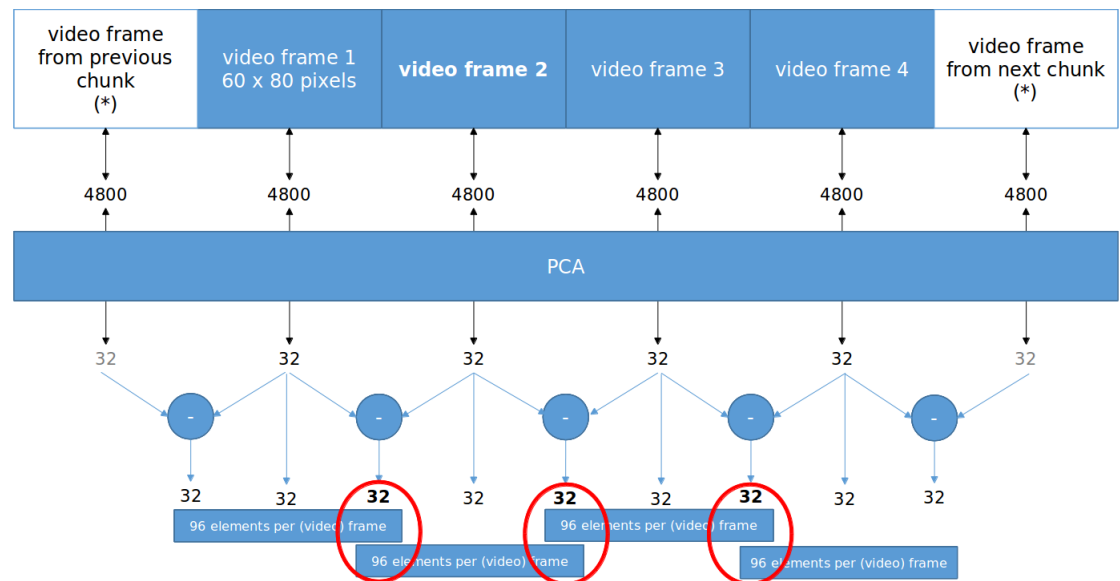 video frame
from previous
chunk
(*)
video frame 1
60 x 80 pixels
video frame 2
video frame 3
video frame 4
video frame
from next chunk
(*)
4800 4800 4800 4800 4800 4800
PCA
32 32 32 32 32 32
- - - - -
32 32 32 32 32 32 32 32 32
96 elements per (video) frame 96 elements per (video) frame
96 elements per (video) frame 96 elements per (video) frame